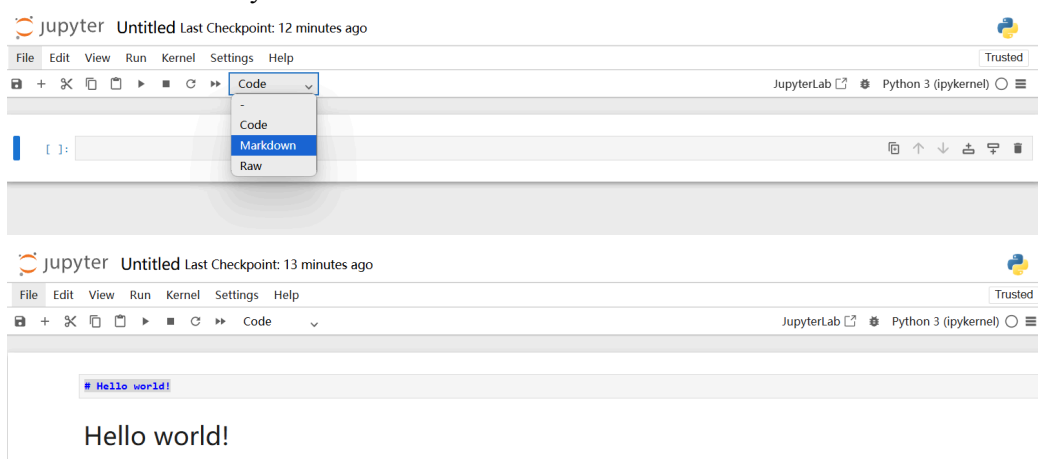 jupyter Untitled Last Checkpoint: 12 minutes ago
File Edit View Run Kernel Settings Help Trusted
Code JupyterLab Python 3 (ipykernel)
-
Code
Markdown
Raw
[ ]:
jupyter Untitled Last Checkpoint: 13 minutes ago
File Edit View Run Kernel Settings Help Trusted
Code JupyterLab Python 3 (ipykernel)
# Hello world!
Hello world!